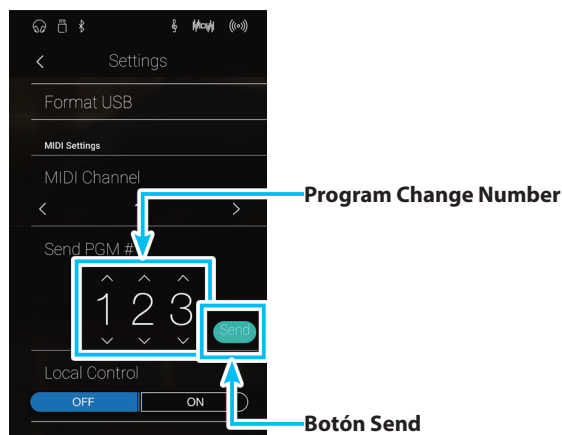 Settings
Format USB
MIDI Settings
MIDI Channel
Send PGM #
Program Change Number
1 2 3
Send
Local Control
OFF ON
Botón Send